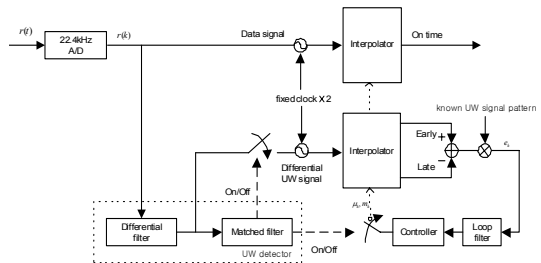 r(t)
22.4kHz
A/D
r(k)
Data signal
Interpolator
On time
fixed clock X 2
known UW signal pattern
Early
+
Interpolator
Late
−
Differential
UW signal
On/Off
Differential
filter
Matched filter
UW detector
On/Off
Controller
Loop
filter